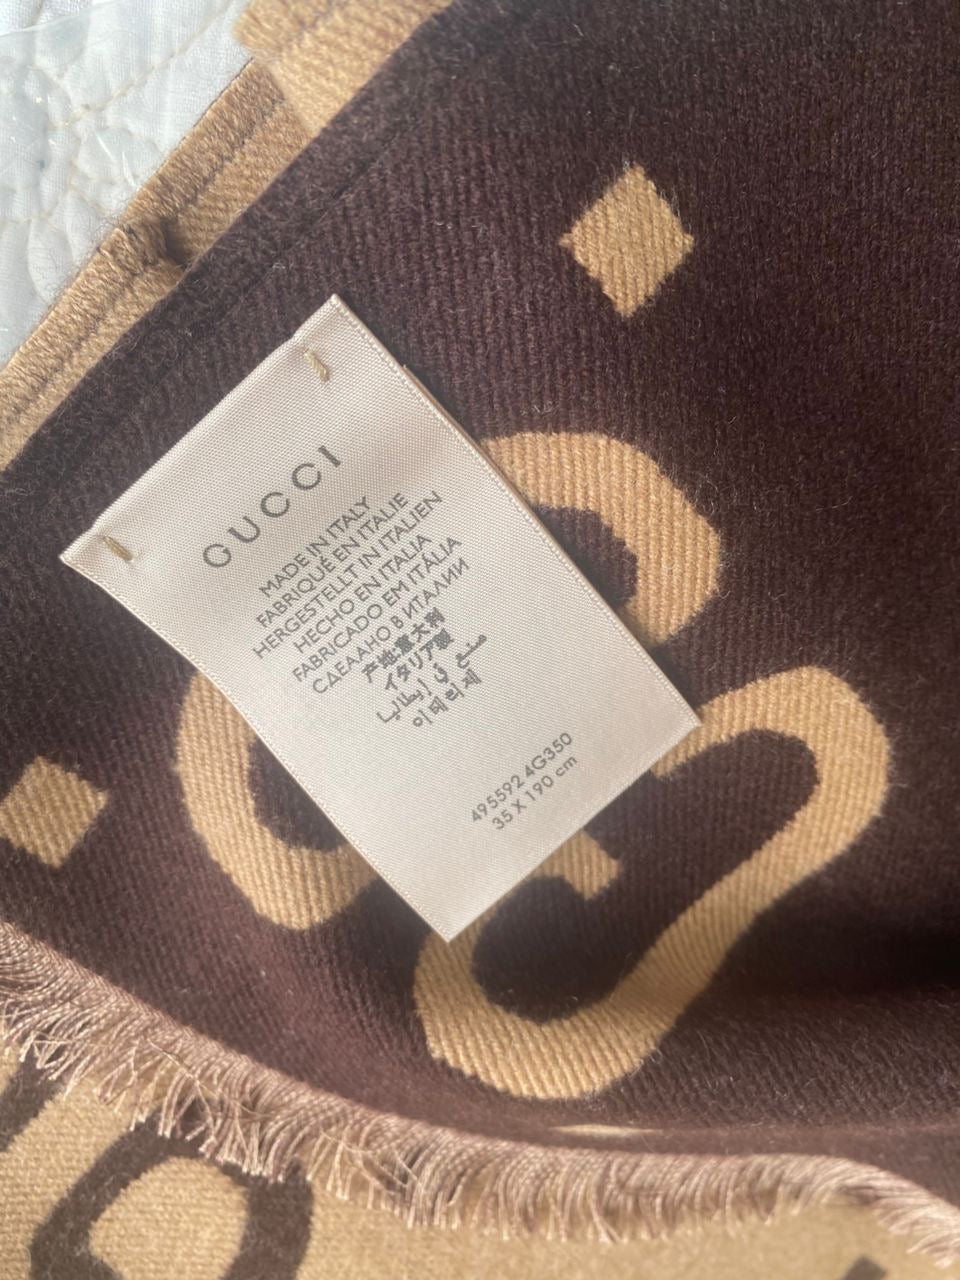 GUCCI
MADE IN ITALY
FABRIQUÉ EN ITALIE
HERGESTELLT IN ITALIEN
HECHO EN ITALIA
FABRICADO EM ITÁLIA
СДЕЛАНО В ИТАЛИИ
产地:意大利
イタリア製
صنع في إيطاليا
이태리제
495592 4G350
35 X 190 cm